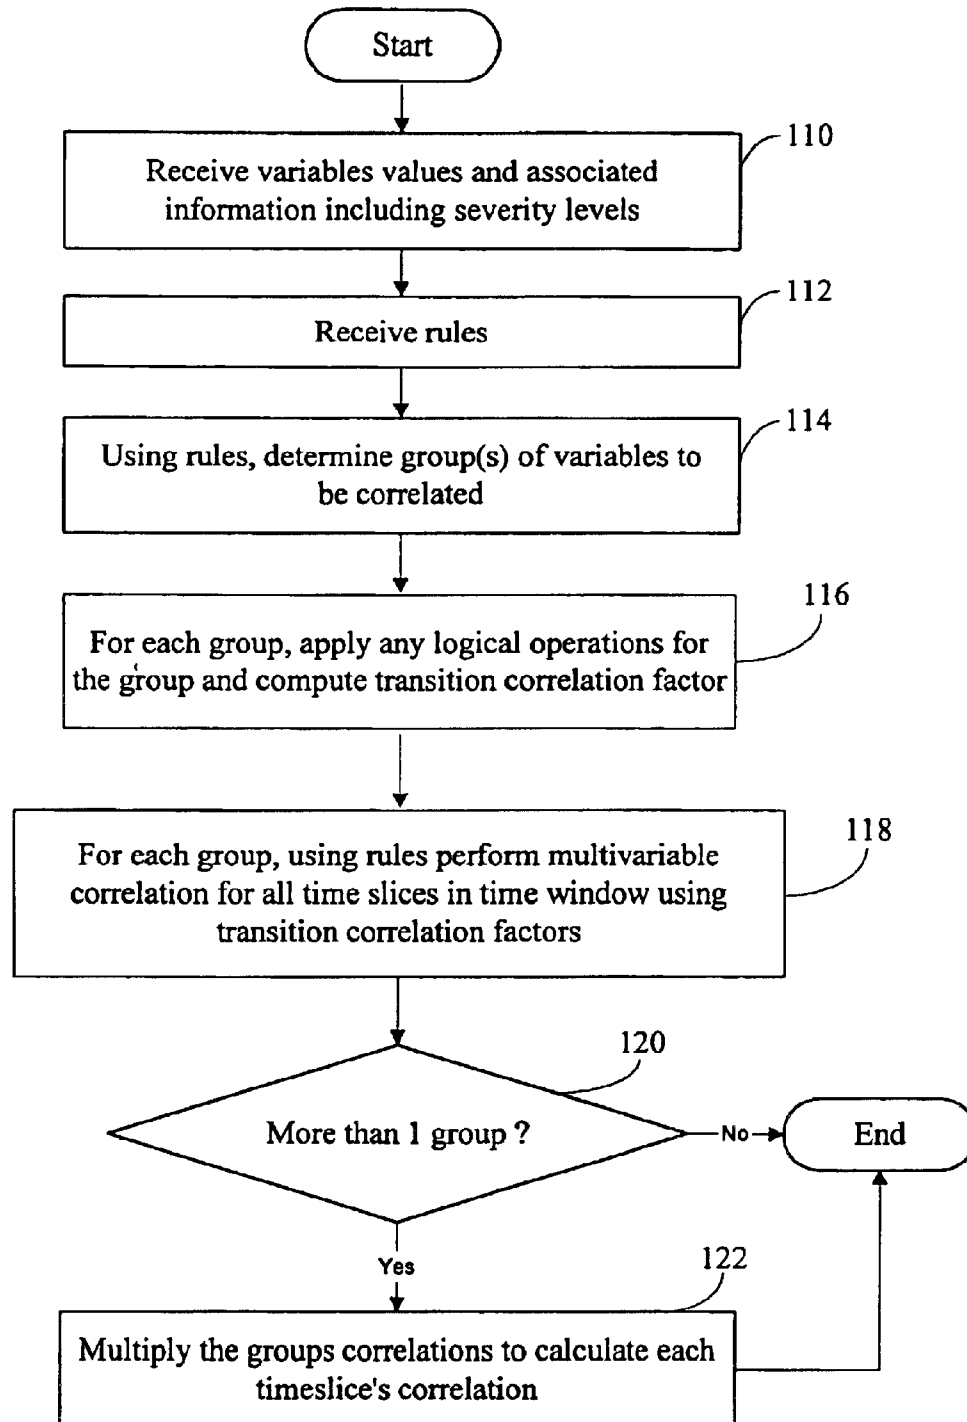 Start
110
Receive variables values and associated
information including severity levels
112
Receive rules
114
Using rules, determine group(s) of variables to
be correlated
116
For each group, apply any logical operations for
the group and compute transition correlation factor
118
For each group, using rules perform multivariable
correlation for all time slices in time window using
transition correlation factors
120
More than 1 group ?
No
End
Yes
122
Multiply the groups correlations to calculate each
timeslice's correlation